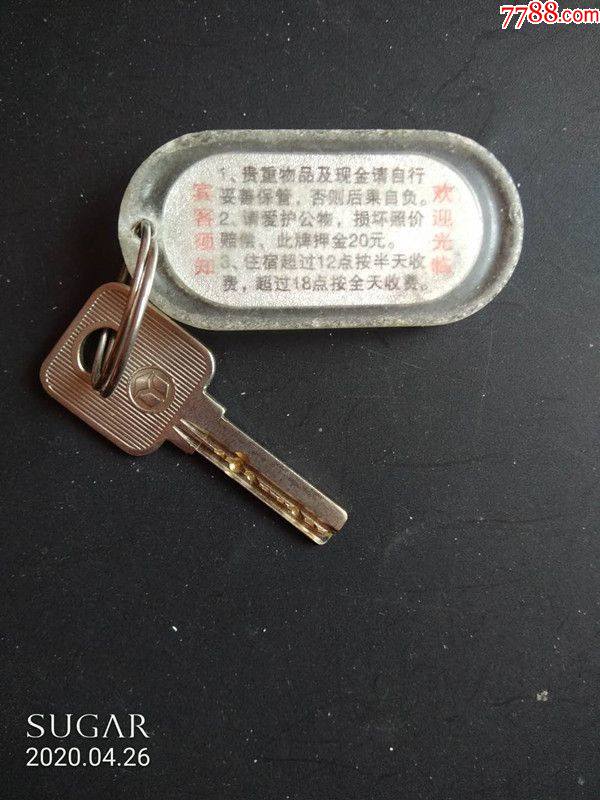 7788.com
宾客须知
1、贵重物品及现金请自行
妥善保管，否则后果自负。
2、请爱护公物，损坏照价
赔偿、此牌押金20元。
3、住宿超过12点按半天收
费，超过18点按全天收费。
欢迎光临
SUGAR
2020.04.26